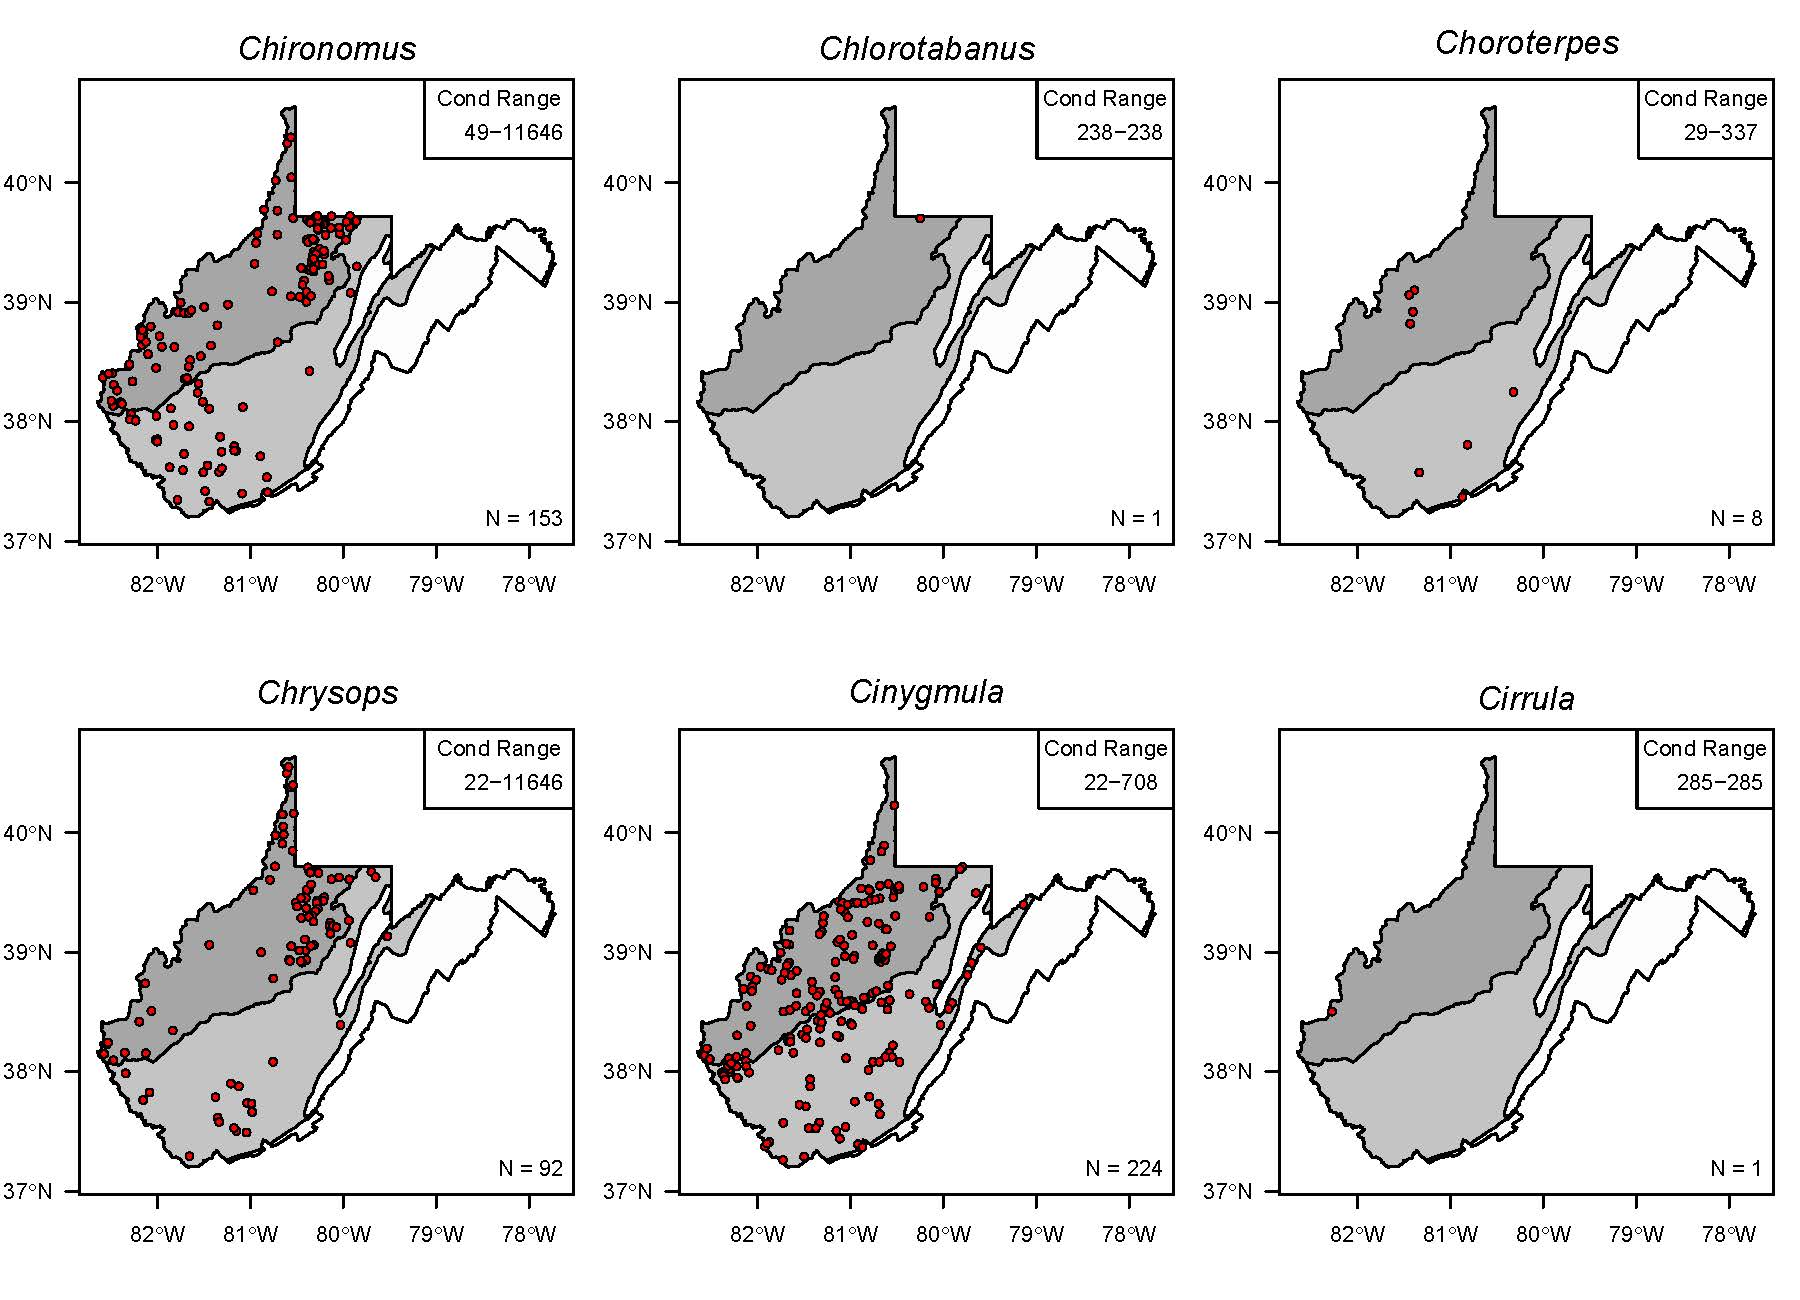 Chironomus
Cond Range
49−11646
40°N
39°N
38°N
37°N
N = 153
82°W 81°W 80°W 79°W 78°W
Chlorotabanus
Cond Range
238−238
40°N
39°N
38°N
37°N
N = 1
82°W 81°W 80°W 79°W 78°W
Choroterpes
Cond Range
29−337
40°N
39°N
38°N
37°N
N = 8
82°W 81°W 80°W 79°W 78°W
Chrysops
Cond Range
22−11646
40°N
39°N
38°N
37°N
N = 92
82°W 81°W 80°W 79°W 78°W
Cinygmula
Cond Range
22−708
40°N
39°N
38°N
37°N
N = 224
82°W 81°W 80°W 79°W 78°W
Cirrula
Cond Range
285−285
40°N
39°N
38°N
37°N
N = 1
82°W 81°W 80°W 79°W 78°W